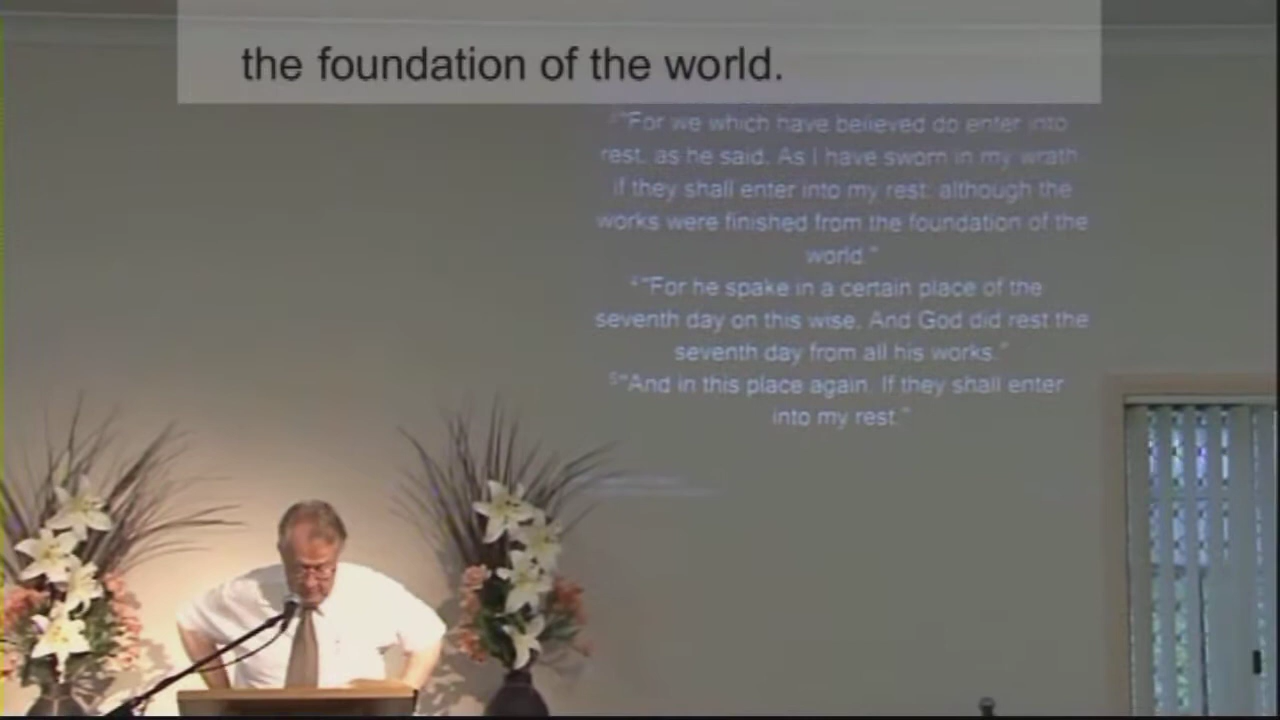 the foundation of the world.
³"For we which have believed do enter into
rest, as he said. As I have sworn in my wrath
if they shall enter into my rest: although the
works were finished from the foundation of the
world."
⁴"For he spake in a certain place of the
seventh day on this wise. And God did rest the
seventh day from all his works."
⁵"And in this place again. If they shall enter
into my rest."